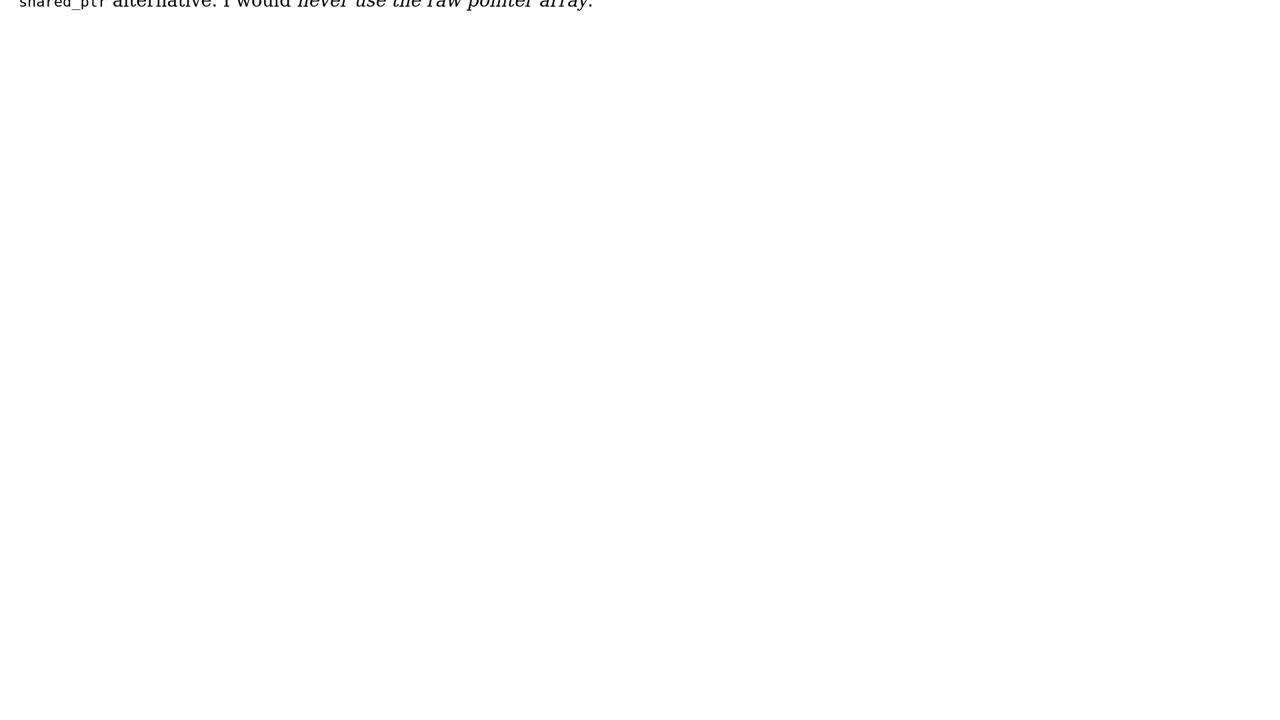 shared_ptr alternative. I would never use the raw pointer array.